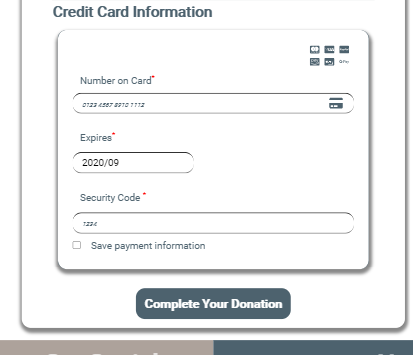 Credit Card Information
Number on Card*
0123 4567 8910 1112
Expires*
2020/09
Security Code *
1234
Save payment information
Complete Your Donation